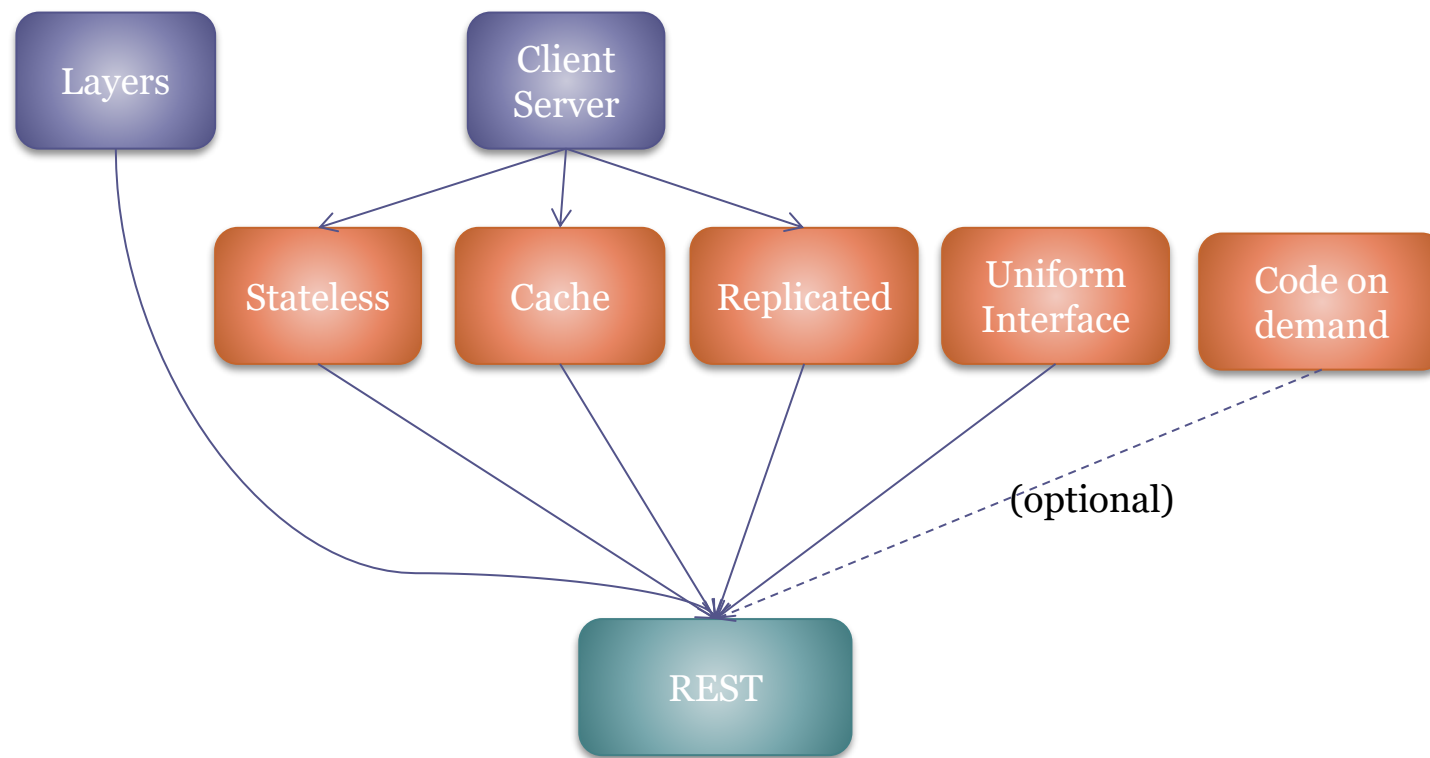 Layers
Client
Server
Stateless
Cache
Replicated
Uniform
Interface
Code on
demand
(optional)
REST